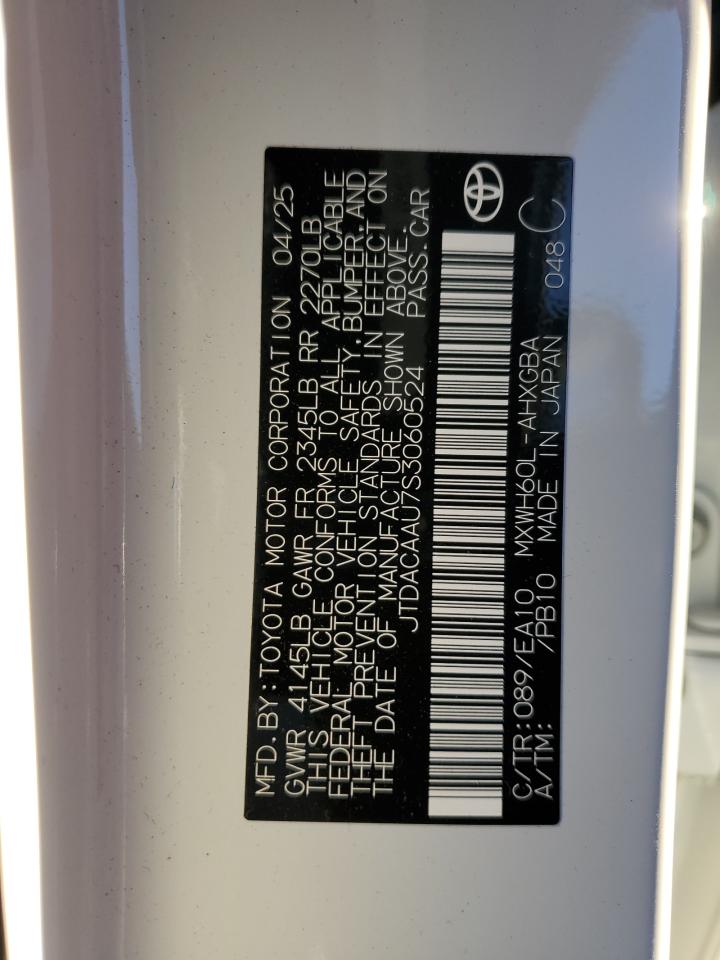 MFD. BY: TOYOTA MOTOR CORPORATION 04/25
GVWR 4145LB GAWR FR 2345LB RR 2270LB
THIS VEHICLE CONFORMS TO ALL APPLICABLE
FEDERAL MOTOR VEHICLE SAFETY, BUMPER, AND
THEFT PREVENTION STANDARDS IN EFFECT ON
THE DATE OF MANUFACTURE SHOWN ABOVE.
JTDACAAU7S3060524 PASS. CAR
C/TR: 089/EA10 MXWH60L-AHXGBA
A/TM: /PB10 MADE IN JAPAN 048 C